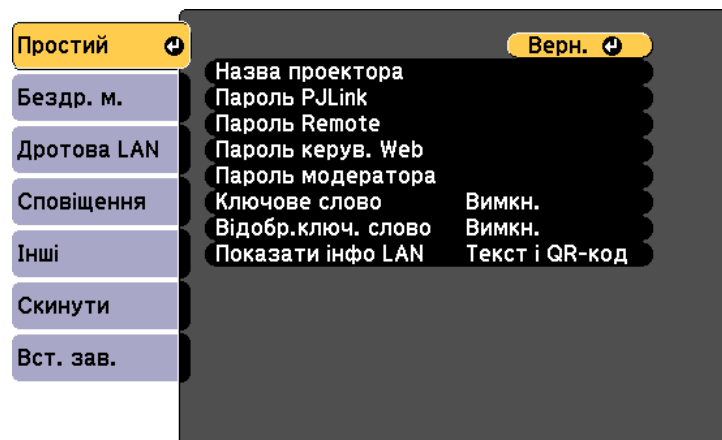 Простий
Бездр. м.
Дротова LAN
Сповіщення
Інші
Скинути
Вст. зав.
Верн.
Назва проектора
Пароль PJLink
Пароль Remote
Пароль керув. Web
Пароль модератора
Ключове слово Вимкн.
Відобр.ключ. слово Вимкн.
Показати інфо LAN Текст і QR-код